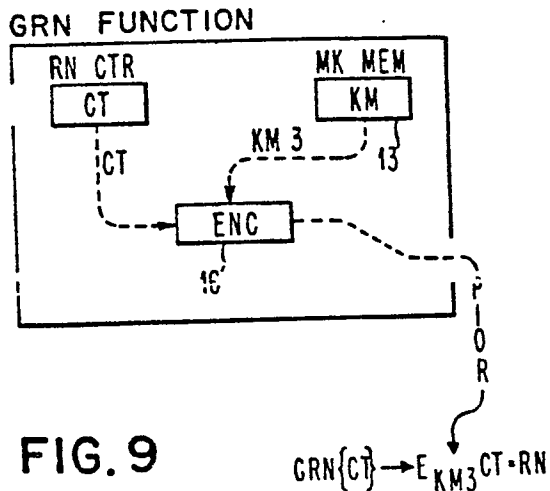 GRN FUNCTION
RN CTR
MK MEM
CT
KM
CT
KM 3
13
ENC
16
PIOR
FIG. 9
GRN{CT}→E KM3 CT=RN